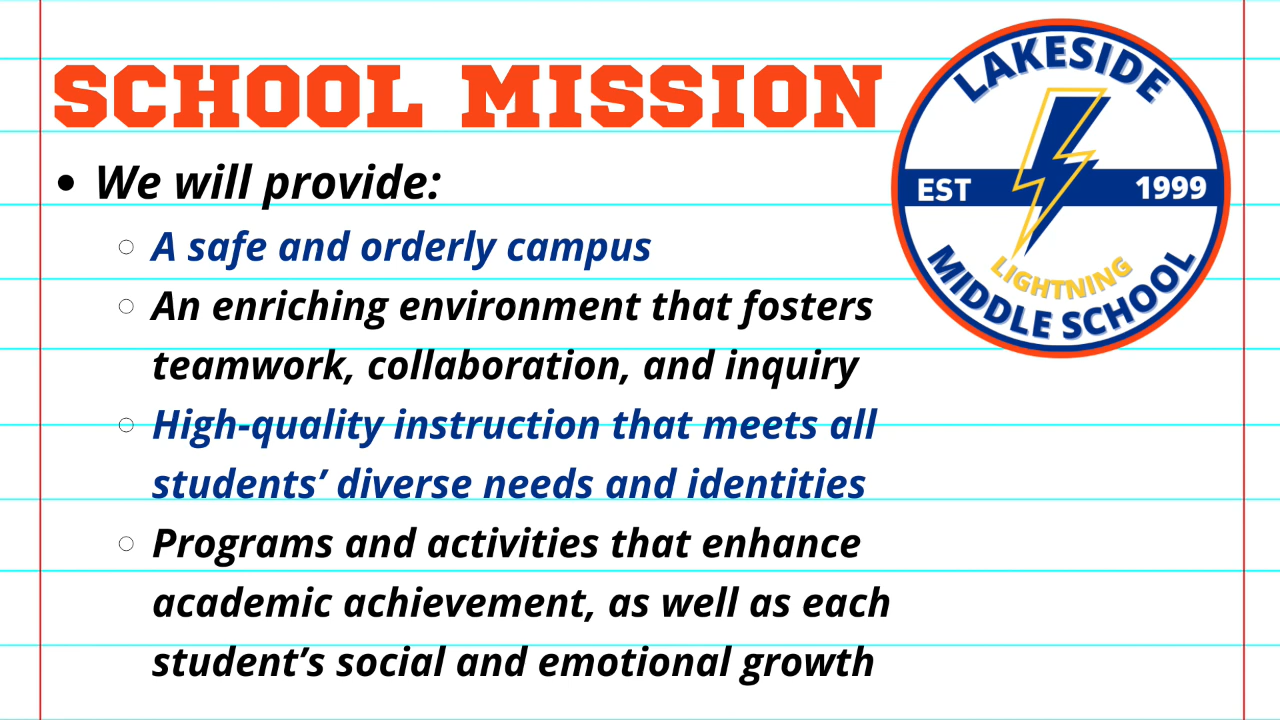 SCHOOL MISSION
• We will provide:
○ A safe and orderly campus
○ An enriching environment that fosters
teamwork, collaboration, and inquiry
○ High-quality instruction that meets all
students’ diverse needs and identities
○ Programs and activities that enhance
academic achievement, as well as each
student’s social and emotional growth
LAKESIDE
EST 1999
LIGHTNING
MIDDLE SCHOOL